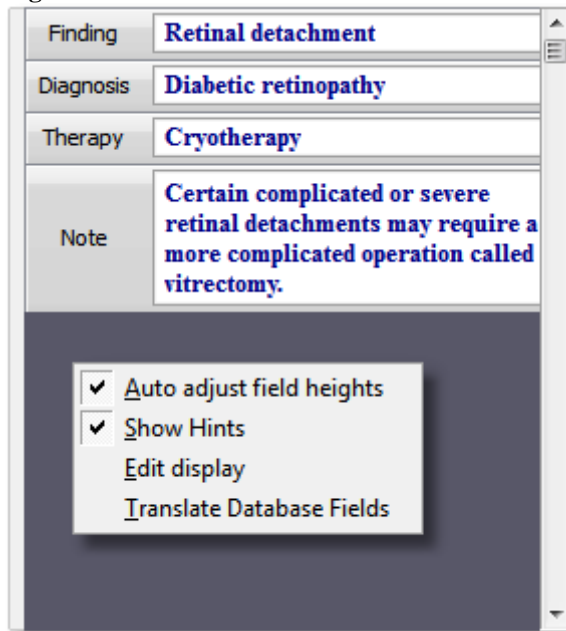 Finding Retinal detachment
Diagnosis Diabetic retinopathy
Therapy Cryotherapy
Note Certain complicated or severe
retinal detachments may require a
more complicated operation called
vitrectomy.
Auto adjust field heights
Show Hints
Edit display
Translate Database Fields